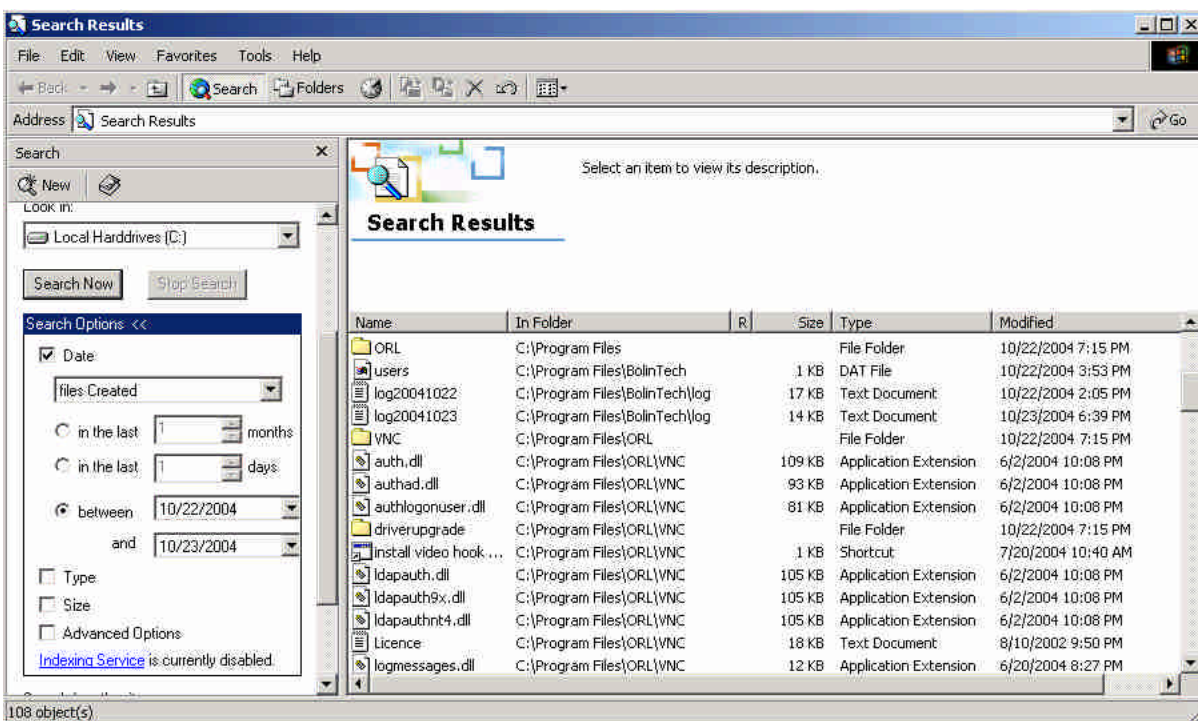 Search Results
File Edit View Favorites Tools Help
Back Search Folders
Address Search Results Go
Search
New
Look in:
Local Harddrives (C:)
Search Now Stop Search
Search Options <<
Date
files Created
in the last 1 months
in the last 1 days
between 10/22/2004
and 10/23/2004
Type
Size
Advanced Options
Indexing Service is currently disabled.
Select an item to view its description.
Search Results
Name In Folder R Size Type Modified
ORL C:\Program Files File Folder 10/22/2004 7:15 PM
users C:\Program Files\BolinTech 1 KB DAT File 10/22/2004 3:53 PM
log20041022 C:\Program Files\BolinTech\log 17 KB Text Document 10/22/2004 2:05 PM
log20041023 C:\Program Files\BolinTech\log 14 KB Text Document 10/23/2004 6:39 PM
VNC C:\Program Files\ORL File Folder 10/22/2004 7:15 PM
auth.dll C:\Program Files\ORL\VNC 109 KB Application Extension 6/2/2004 10:08 PM
authad.dll C:\Program Files\ORL\VNC 93 KB Application Extension 6/2/2004 10:08 PM
authlogonuser.dll C:\Program Files\ORL\VNC 81 KB Application Extension 6/2/2004 10:08 PM
driverupgrade C:\Program Files\ORL\VNC File Folder 10/22/2004 7:15 PM
install video hook ... C:\Program Files\ORL\VNC 1 KB Shortcut 7/20/2004 10:40 AM
ldapauth.dll C:\Program Files\ORL\VNC 105 KB Application Extension 6/2/2004 10:08 PM
ldapauth9x.dll C:\Program Files\ORL\VNC 105 KB Application Extension 6/2/2004 10:08 PM
ldapauthnt4.dll C:\Program Files\ORL\VNC 105 KB Application Extension 6/2/2004 10:08 PM
Licence C:\Program Files\ORL\VNC 18 KB Text Document 8/10/2002 9:50 PM
logmessages.dll C:\Program Files\ORL\VNC 12 KB Application Extension 6/20/2004 8:27 PM
108 object(s)